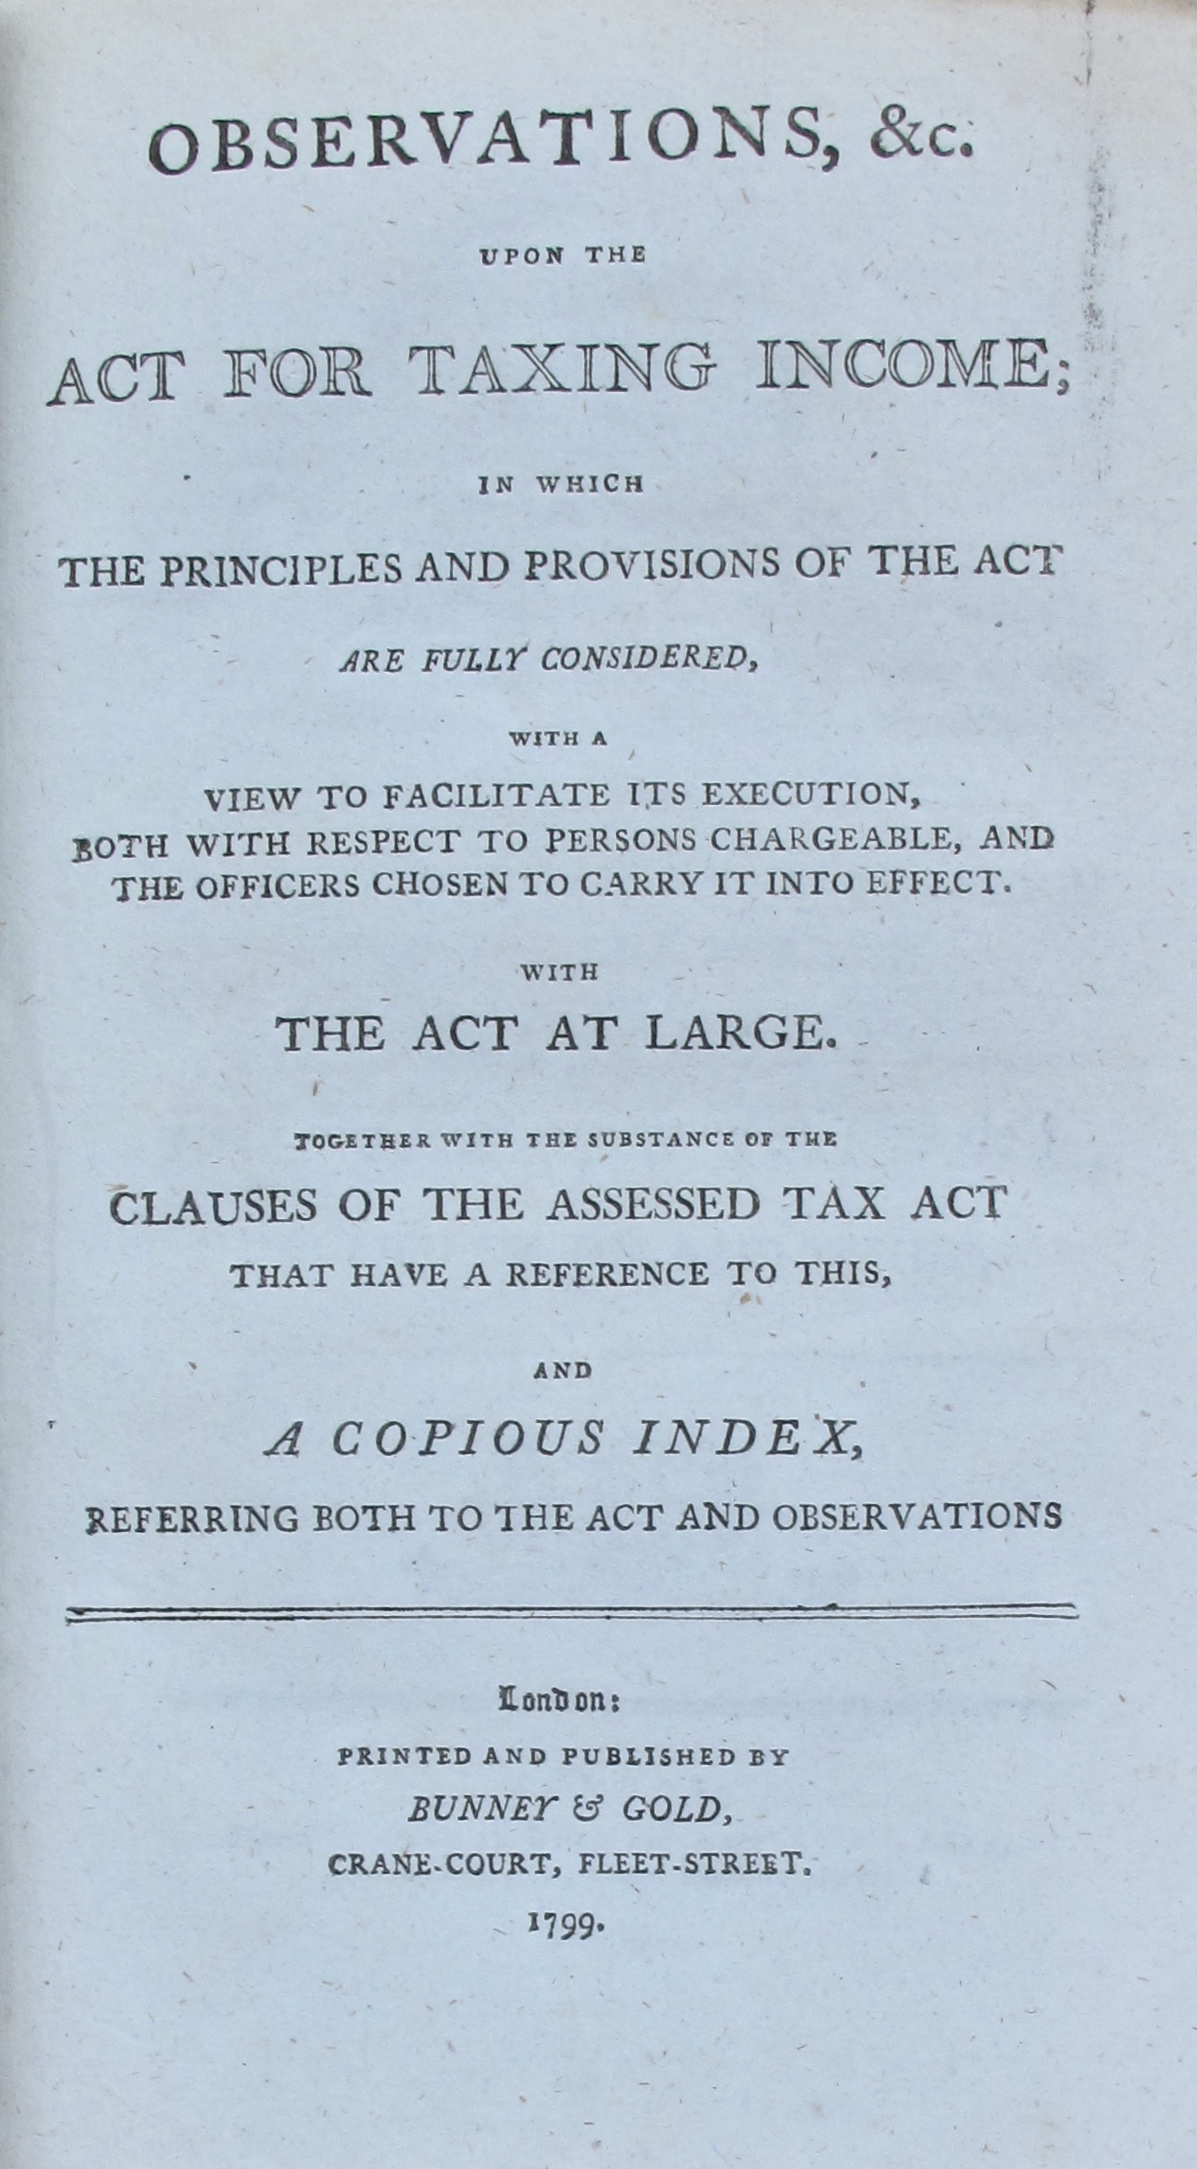 OBSERVATIONS, &c.
UPON THE
ACT FOR TAXING INCOME;
IN WHICH
THE PRINCIPLES AND PROVISIONS OF THE ACT
ARE FULLY CONSIDERED,
WITH A
VIEW TO FACILITATE ITS EXECUTION,
BOTH WITH RESPECT TO PERSONS CHARGEABLE, AND
THE OFFICERS CHOSEN TO CARRY IT INTO EFFECT.
WITH
THE ACT AT LARGE.
TOGETHER WITH THE SUBSTANCE OF THE
CLAUSES OF THE ASSESSED TAX ACT
THAT HAVE A REFERENCE TO THIS,
AND
A COPIOUS INDEX,
REFERRING BOTH TO THE ACT AND OBSERVATIONS
London:
PRINTED AND PUBLISHED BY
BUNNEY & GOLD,
CRANE-COURT, FLEET-STREET.
1799.